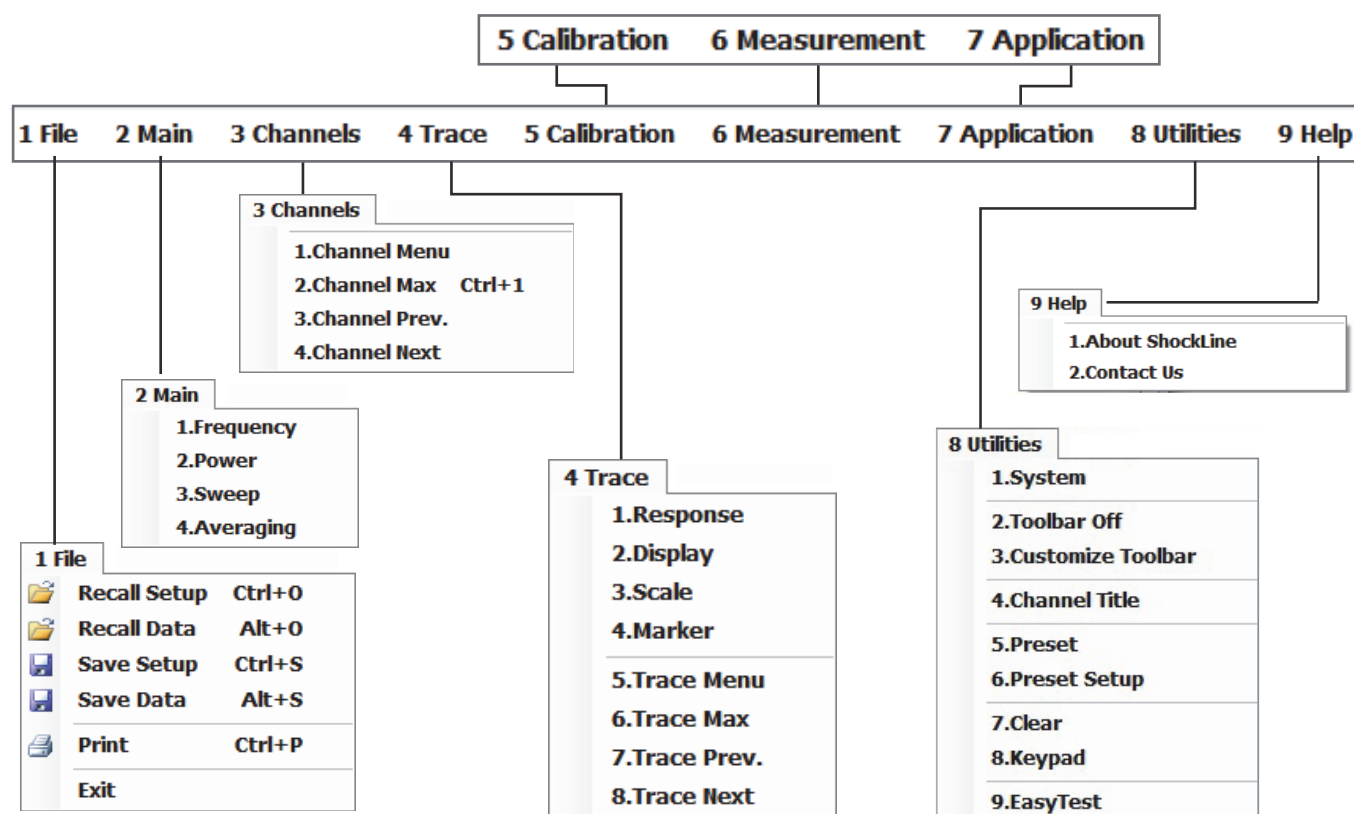 5 Calibration 6 Measurement 7 Application
1 File 2 Main 3 Channels 4 Trace 5 Calibration 6 Measurement 7 Application 8 Utilities 9 Help
3 Channels
1.Channel Menu
2.Channel Max Ctrl+1
3.Channel Prev.
4.Channel Next
9 Help
1.About ShockLine
2.Contact Us
2 Main
1.Frequency
2.Power
3.Sweep
4.Averaging
1 File
Recall Setup Ctrl+O
Recall Data Alt+O
Save Setup Ctrl+S
Save Data Alt+S
Print Ctrl+P
Exit
4 Trace
1.Response
2.Display
3.Scale
4.Marker
5.Trace Menu
6.Trace Max
7.Trace Prev.
8.Trace Next
8 Utilities
1.System
2.Toolbar Off
3.Customize Toolbar
4.Channel Title
5.Preset
6.Preset Setup
7.Clear
8.Keypad
9.EasyTest